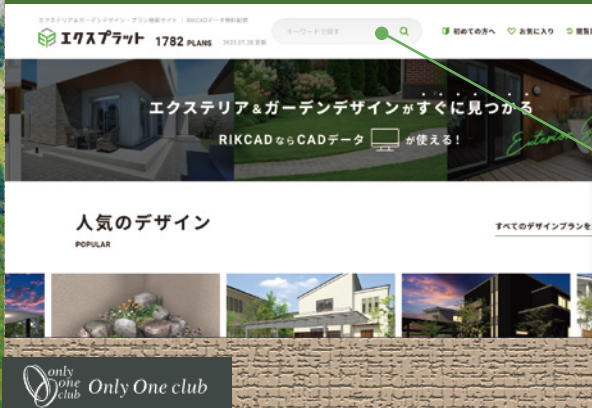 エクステリア&ガーデンデザイン・プラン検索サイト | RIKCADデータ無料配信
エクスプラット 1782 PLANS 2023.07.28 更新
キーワードで探す
初めての方へ お気に入り 閲覧
エクステリア&ガーデンデザインがすぐに見つかる
RIKCADならCADデータ が使える!
Exterior
人気のデザイン
POPULAR
すべてのデザインプランを
only one club Only One club